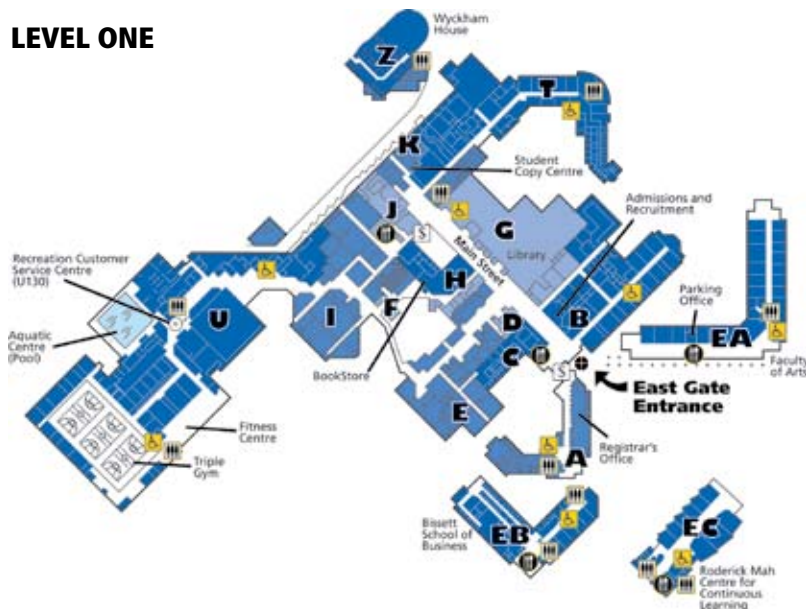 LEVEL ONE
Wyckham
House
Z
T
K
Student
Copy Centre
Admissions and
Recruitment
J
G
S
Library
Main Street
Recreation Customer
Service Centre
(U130)
H
Parking
Office
F
D
B
U
I
EA
Aquatic
Centre
(Pool)
C
Faculty
of Arts
BookStore
S
E
East Gate
Entrance
Fitness
Centre
Triple
Gym
A
Registrar's
Office
Bissett
School of
Business
EB
EC
Roderick Mah
Centre for
Continuous
Learning